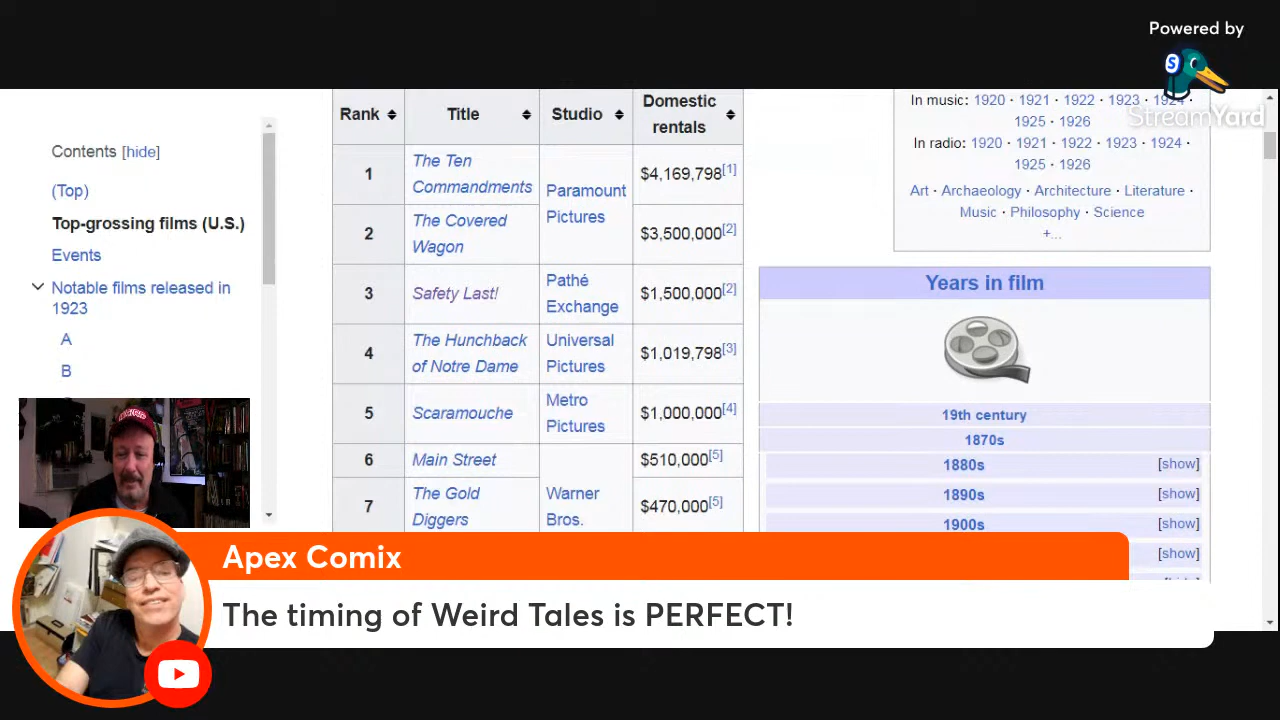 Powered by
StreamYard
Contents [hide]
(Top)
Top-grossing films (U.S.)
Events
Notable films released in
1923
A
B
Rank
Title
Studio
Domestic
rentals
1
The Ten
Commandments
Paramount
Pictures
$4,169,798[1]
2
The Covered
Wagon
$3,500,000[2]
3
Safety Last!
Pathé
Exchange
$1,500,000[2]
4
The Hunchback
of Notre Dame
Universal
Pictures
$1,019,798[3]
5
Scaramouche
Metro
Pictures
$1,000,000[4]
6
Main Street
$510,000[5]
7
The Gold
Diggers
Warner
Bros.
$470,000[5]
In music: 1920 · 1921 · 1922 · 1923 · 1924 ·
1925 · 1926
In radio: 1920 · 1921 · 1922 · 1923 · 1924 ·
1925 · 1926
Art · Archaeology · Architecture · Literature ·
Music · Philosophy · Science
+...
Years in film
19th century
1870s
1880s [show]
1890s [show]
1900s [show]
[show]
Apex Comix
The timing of Weird Tales is PERFECT!